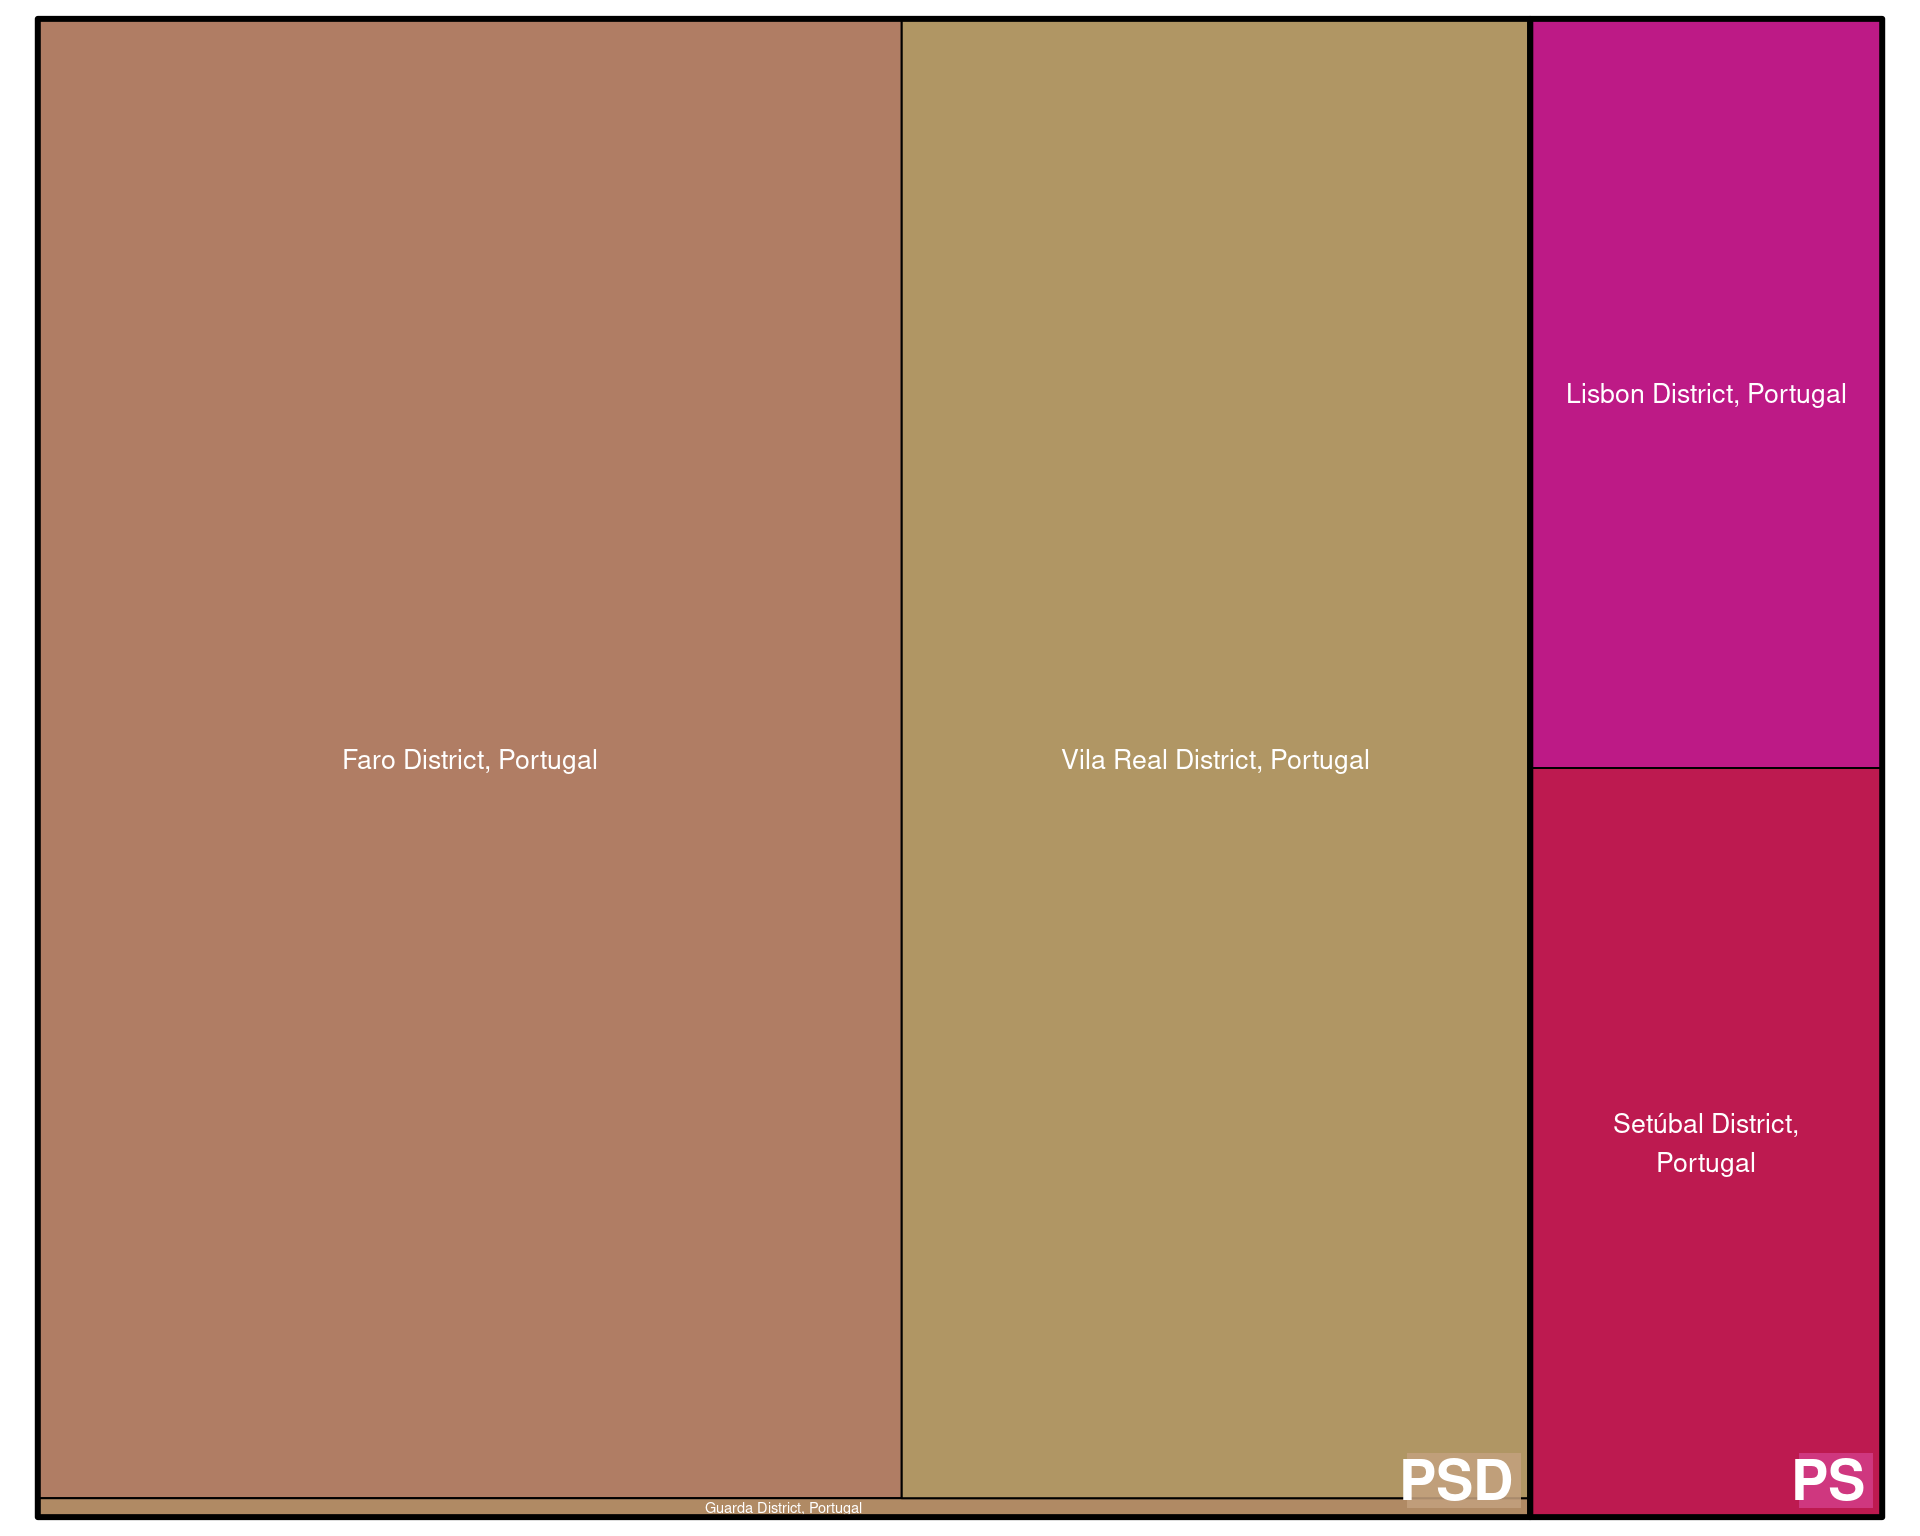 Lisbon District, Portugal
Faro District, Portugal
Vila Real District, Portugal
Setúbal District,
Portugal
PSD
PS
Guarda District, Portugal